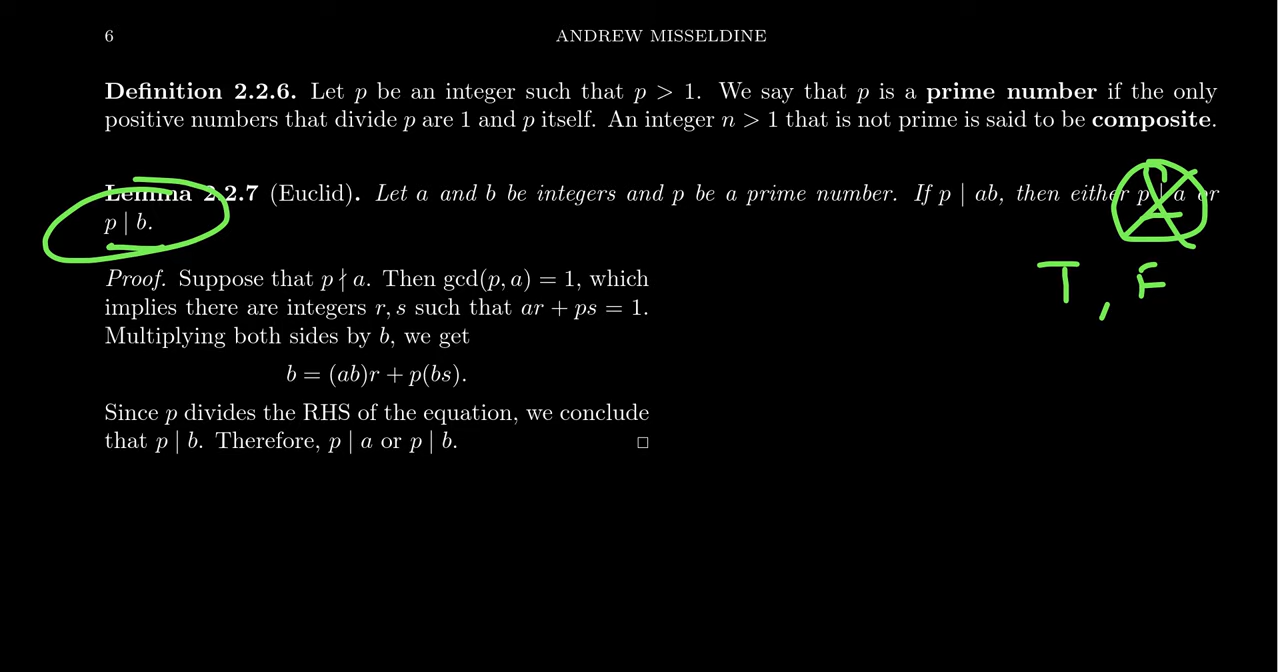 6 ANDREW MISSELDINE
Definition 2.2.6. Let p be an integer such that p > 1. We say that p is a prime number if the only
positive numbers that divide p are 1 and p itself. An integer n > 1 that is not prime is said to be composite.
Lemma 2.2.7 (Euclid). Let a and b be integers and p be a prime number. If p | ab, then either p | a or
p | b.
Proof. Suppose that p ∤ a. Then gcd(p, a) = 1, which
implies there are integers r, s such that ar + ps = 1.
Multiplying both sides by b, we get
b = (ab)r + p(bs).
Since p divides the RHS of the equation, we conclude
that p | b. Therefore, p | a or p | b. □
T, F